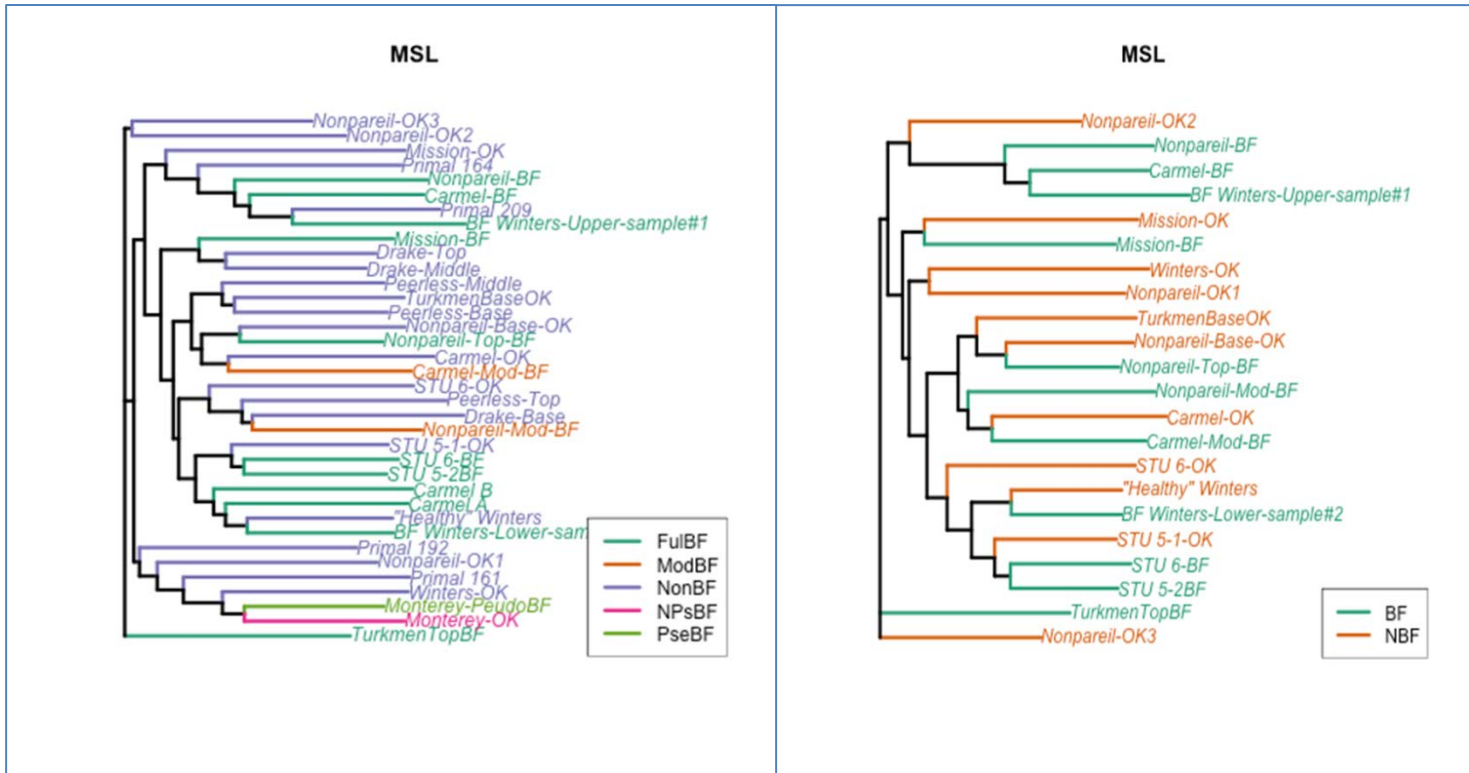 MSL
Nonpareil-OK3
Nonpareil-OK2
Mission-OK
Primal 164
Nonpareil-BF
Carmel-BF
Primal 209
BF Winters-Upper-sample#1
Mission-BF
Drake-Top
Drake-Middle
Peerless-Middle
TurkmenBaseOK
Peerless-Base
Nonpareil-Base-OK
Nonpareil-Top-BF
Carmel-OK
Carmel-Mod-BF
STU 6-OK
Peerless-Top
Drake-Base
Nonpareil-Mod-BF
STU 5-1-OK
STU 6-BF
STU 5-2BF
Carmel B
Carmel A
"Healthy" Winters
BF Winters-Lower-sam
Primal 192
Nonpareil-OK1
Primal 161
Winters-OK
Monterey-PeudoBF
Monterey-OK
TurkmenTopBF
FulBF
ModBF
NonBF
NPsBF
PseBF
MSL
Nonpareil-OK2
Nonpareil-BF
Carmel-BF
BF Winters-Upper-sample#1
Mission-OK
Mission-BF
Winters-OK
Nonpareil-OK1
TurkmenBaseOK
Nonpareil-Base-OK
Nonpareil-Top-BF
Nonpareil-Mod-BF
Carmel-OK
Carmel-Mod-BF
STU 6-OK
"Healthy" Winters
BF Winters-Lower-sample#2
STU 5-1-OK
STU 6-BF
STU 5-2BF
TurkmenTopBF
Nonpareil-OK3
BF
NBF